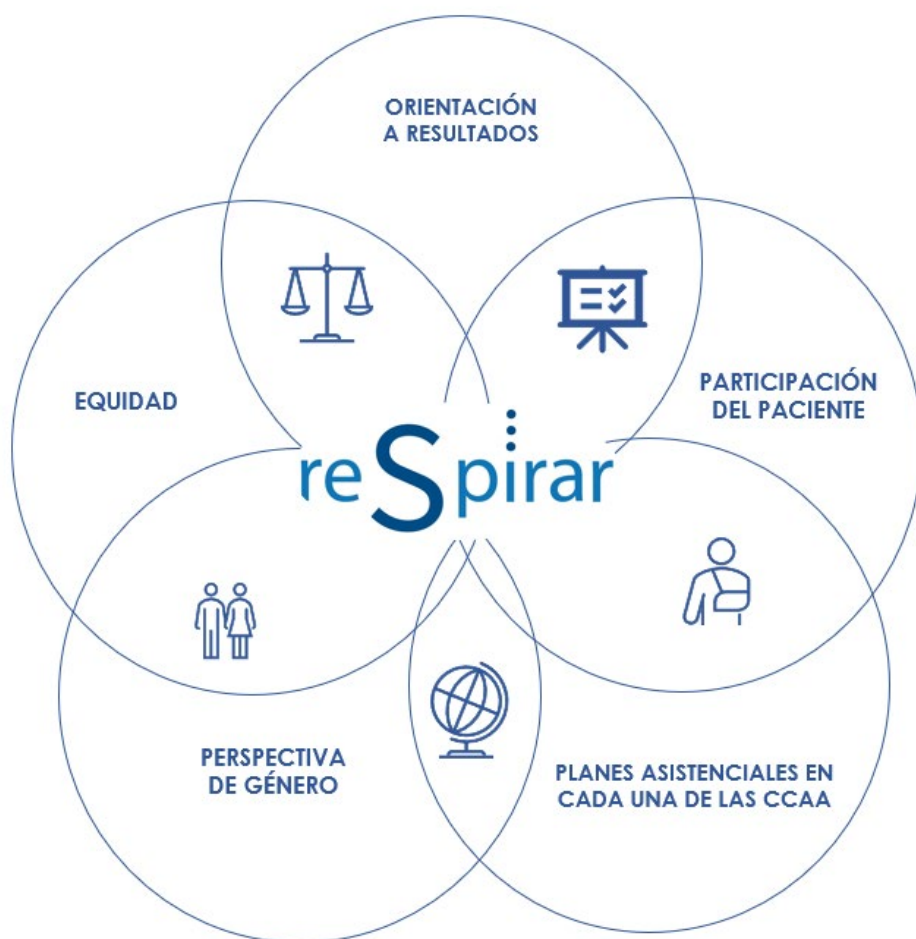 ORIENTACIÓN
A RESULTADOS
EQUIDAD
PARTICIPACIÓN
DEL PACIENTE
reSpirar
PERSPECTIVA
DE GÉNERO
PLANES ASISTENCIALES EN
CADA UNA DE LAS CCAA